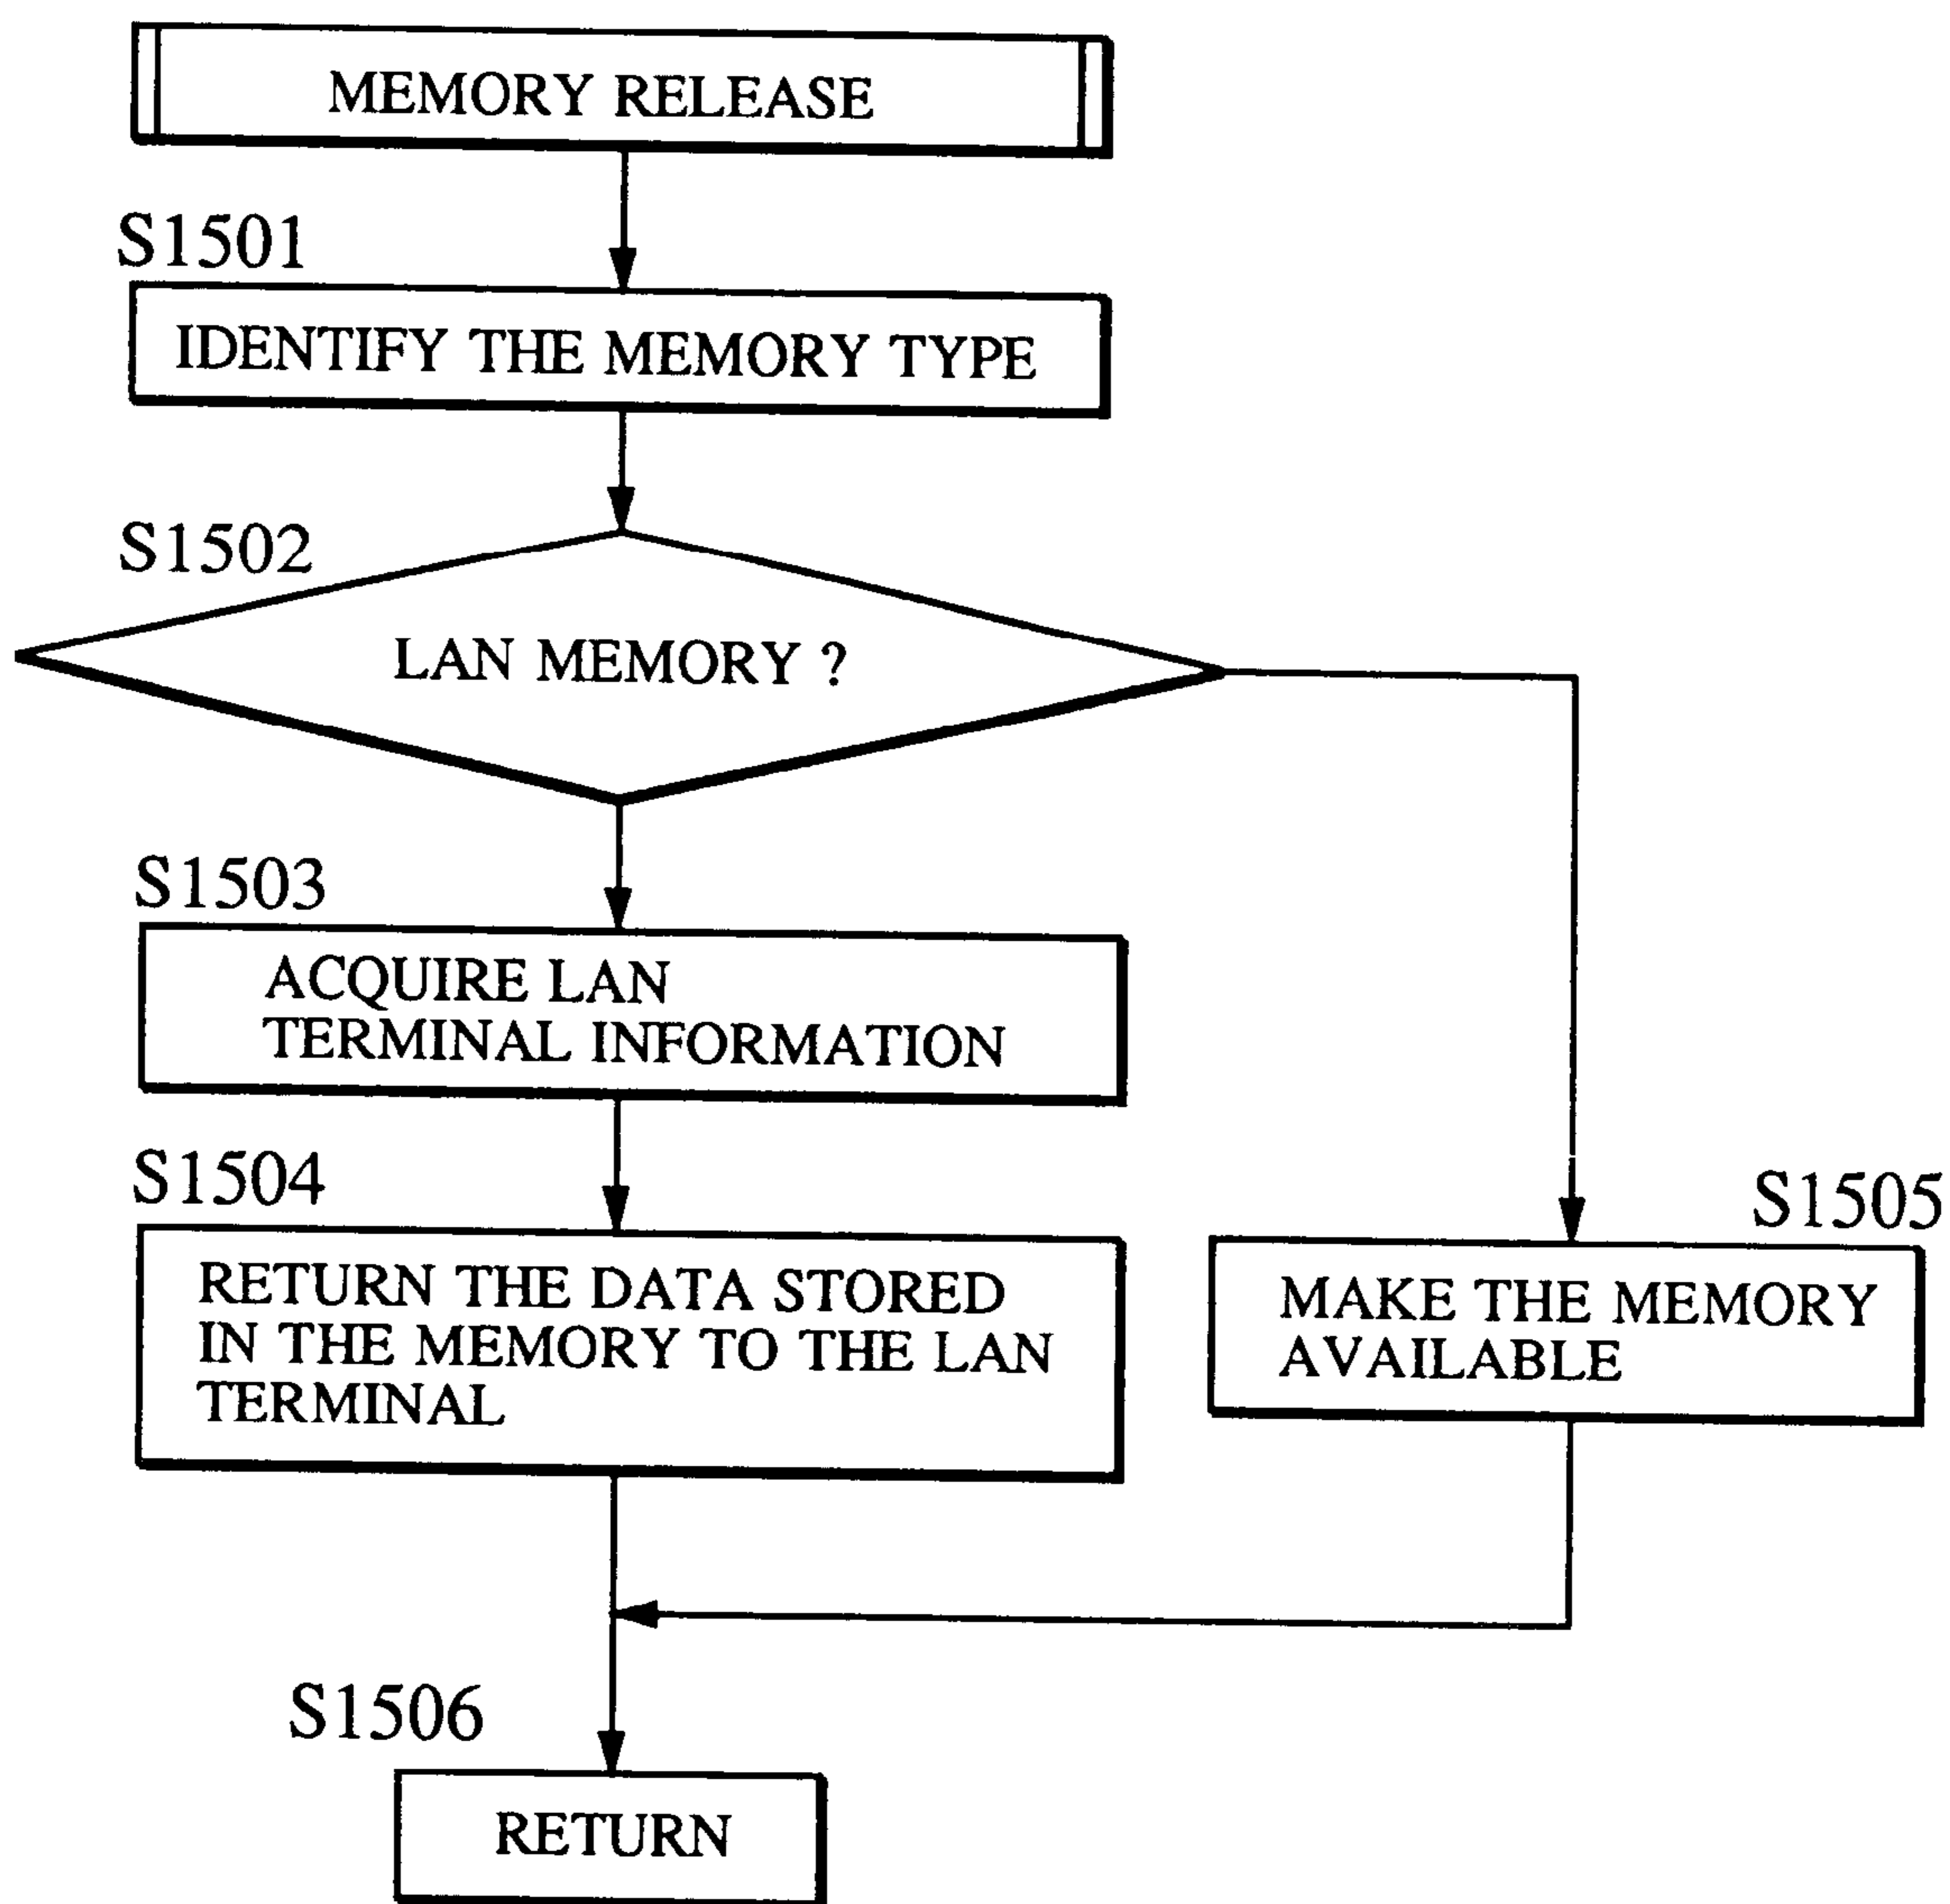 MEMORY RELEASE
S1501
IDENTIFY THE MEMORY TYPE
S1502
LAN MEMORY ?
S1503
ACQUIRE LAN
TERMINAL INFORMATION
S1504
RETURN THE DATA STORED
IN THE MEMORY TO THE LAN
TERMINAL
S1505
MAKE THE MEMORY
AVAILABLE
S1506
RETURN